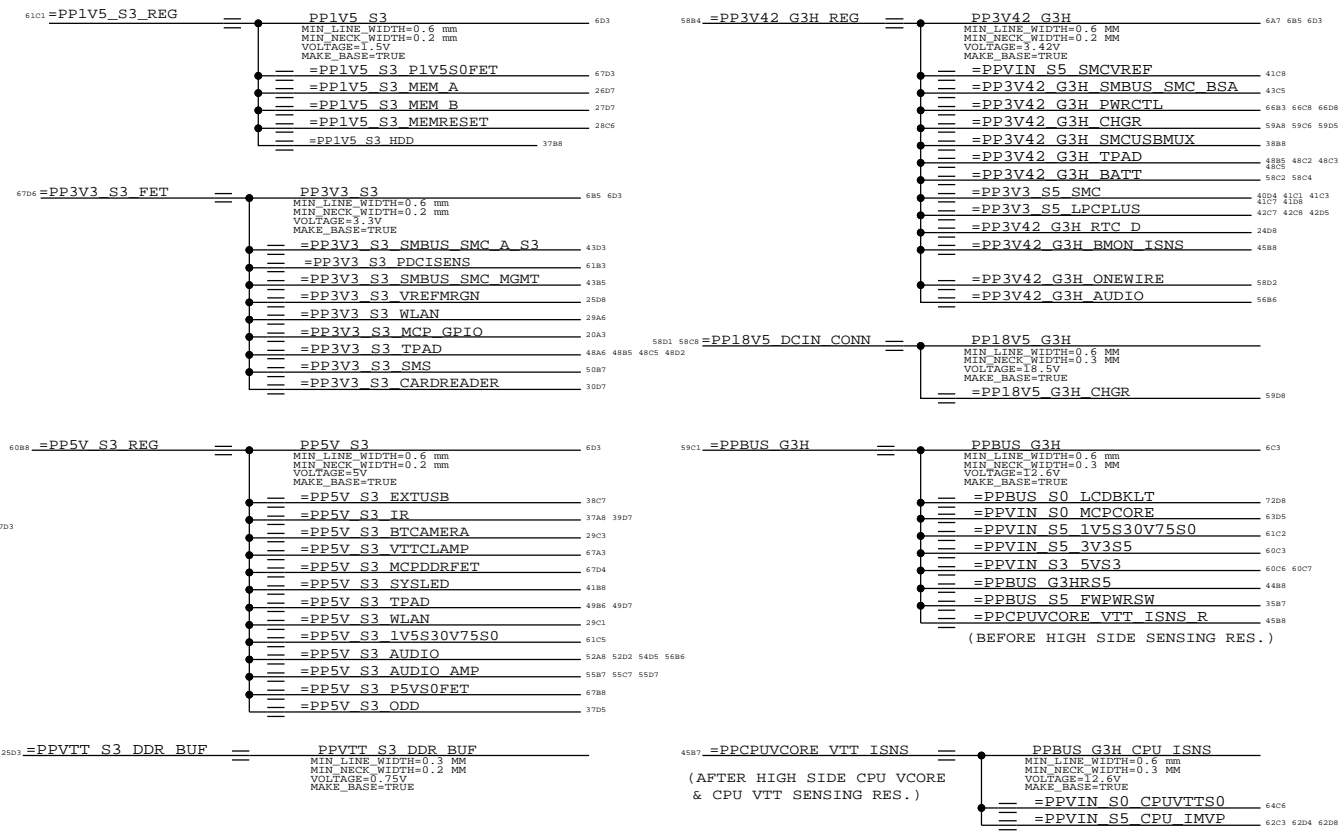 61C1 =PP1V5_S3_REG
PP1V5_S3
6D3
MIN_LINE_WIDTH=0.6 mm
MIN_NECK_WIDTH=0.2 mm
VOLTAGE=1.5V
MAKE_BASE=TRUE
=PP1V5_S3_P1V5S0FET
67D3
=PP1V5_S3_MEM_A
26D7
=PP1V5_S3_MEM_B
27D7
=PP1V5_S3_MEMRESET
28C6
=PP1V5_S3_HDD
37B8
67D6 =PP3V3_S3_FET
PP3V3_S3
6B5 6D3
MIN_LINE_WIDTH=0.6 mm
MIN_NECK_WIDTH=0.2 mm
VOLTAGE=3.3V
MAKE_BASE=TRUE
=PP3V3_S3_SMBUS_SMC_A_S3
43D3
=PP3V3_S3_PDCISENS
61B3
=PP3V3_S3_SMBUS_SMC_MGMT
43B5
=PP3V3_S3_VREFMRGN
25D8
=PP3V3_S3_WLAN
29A6
=PP3V3_S3_MCP_GPIO
20A3
=PP3V3_S3_TPAD
48A6 48B5 48C5 48D2
=PP3V3_S3_SMS
50B7
=PP3V3_S3_CARDREADER
30D7
60B8 =PP5V_S3_REG
PP5V_S3
6D3
MIN_LINE_WIDTH=0.6 mm
MIN_NECK_WIDTH=0.2 mm
VOLTAGE=5V
MAKE_BASE=TRUE
=PP5V_S3_EXTUSB
38C7
=PP5V_S3_IR
37A8 39D7
=PP5V_S3_BTCAMERA
29C3
=PP5V_S3_VTTCLAMP
67A3
=PP5V_S3_MCPDDRFET
67D4
=PP5V_S3_SYSLED
41B8
=PP5V_S3_TPAD
49B6 49D7
=PP5V_S3_WLAN
29C1
=PP5V_S3_1V5S30V75S0
61C5
=PP5V_S3_AUDIO
52A8 52D2 54D5 56B6
=PP5V_S3_AUDIO_AMP
55B7 55C7 55D7
=PP5V_S3_P5VS0FET
67B8
=PP5V_S3_ODD
37D5
7D3
25D3 =PPVTT_S3_DDR_BUF
PPVTT_S3_DDR_BUF
MIN_LINE_WIDTH=0.3 MM
MIN_NECK_WIDTH=0.2 MM
VOLTAGE=0.75V
MAKE_BASE=TRUE
58B4 =PP3V42_G3H_REG
PP3V42_G3H
6A7 6B5 6D3
MIN_LINE_WIDTH=0.6 MM
MIN_NECK_WIDTH=0.2 MM
VOLTAGE=3.42V
MAKE_BASE=TRUE
=PPVIN_S5_SMCVREF
41C8
=PP3V42_G3H_SMBUS_SMC_BSA
43C5
=PP3V42_G3H_PWRCTL
66B3 66C8 66D8
=PP3V42_G3H_CHGR
59A8 59C6 59D5
=PP3V42_G3H_SMCUSBMUX
38B8
=PP3V42_G3H_TPAD
48B5 48C2 48C3
48C5
=PP3V42_G3H_BATT
58C2 58C4
=PP3V3_S5_SMC
40D4 41C1 41C3
41C7 41D8
=PP3V3_S5_LPCPLUS
42C7 42C8 42D5
=PP3V42_G3H_RTC_D
24D8
=PP3V42_G3H_BMON_ISNS
45B8
=PP3V42_G3H_ONEWIRE
58D2
=PP3V42_G3H_AUDIO
56B6
58D1 58C8 =PP18V5_DCIN_CONN
PP18V5_G3H
MIN_LINE_WIDTH=0.6 MM
MIN_NECK_WIDTH=0.3 MM
VOLTAGE=18.5V
MAKE_BASE=TRUE
=PP18V5_G3H_CHGR
59D8
59C1 =PPBUS_G3H
PPBUS_G3H
6C3
MIN_LINE_WIDTH=0.6 mm
MIN_NECK_WIDTH=0.3 MM
VOLTAGE=12.6V
MAKE_BASE=TRUE
=PPBUS_S0_LCDBKLT
72D8
=PPVIN_S0_MCPCORE
63D5
=PPVIN_S5_1V5S30V75S0
61C2
=PPVIN_S5_3V3S5
60C3
=PPVIN_S3_5VS3
60C6 60C7
=PPBUS_G3HRS5
44B8
=PPBUS_S5_FWPWRSW
35B7
=PPCPUVCORE_VTT_ISNS_R
45B8
(BEFORE HIGH SIDE SENSING RES.)
45B7 =PPCPUVCORE_VTT_ISNS
PPBUS_G3H_CPU_ISNS
MIN_LINE_WIDTH=0.6 mm
MIN_NECK_WIDTH=0.3 MM
VOLTAGE=12.6V
MAKE_BASE=TRUE
(AFTER HIGH SIDE CPU VCORE
& CPU VTT SENSING RES.)
=PPVIN_S0_CPUVTTS0
64C6
=PPVIN_S5_CPU_IMVP
62C3 62D4 62D8